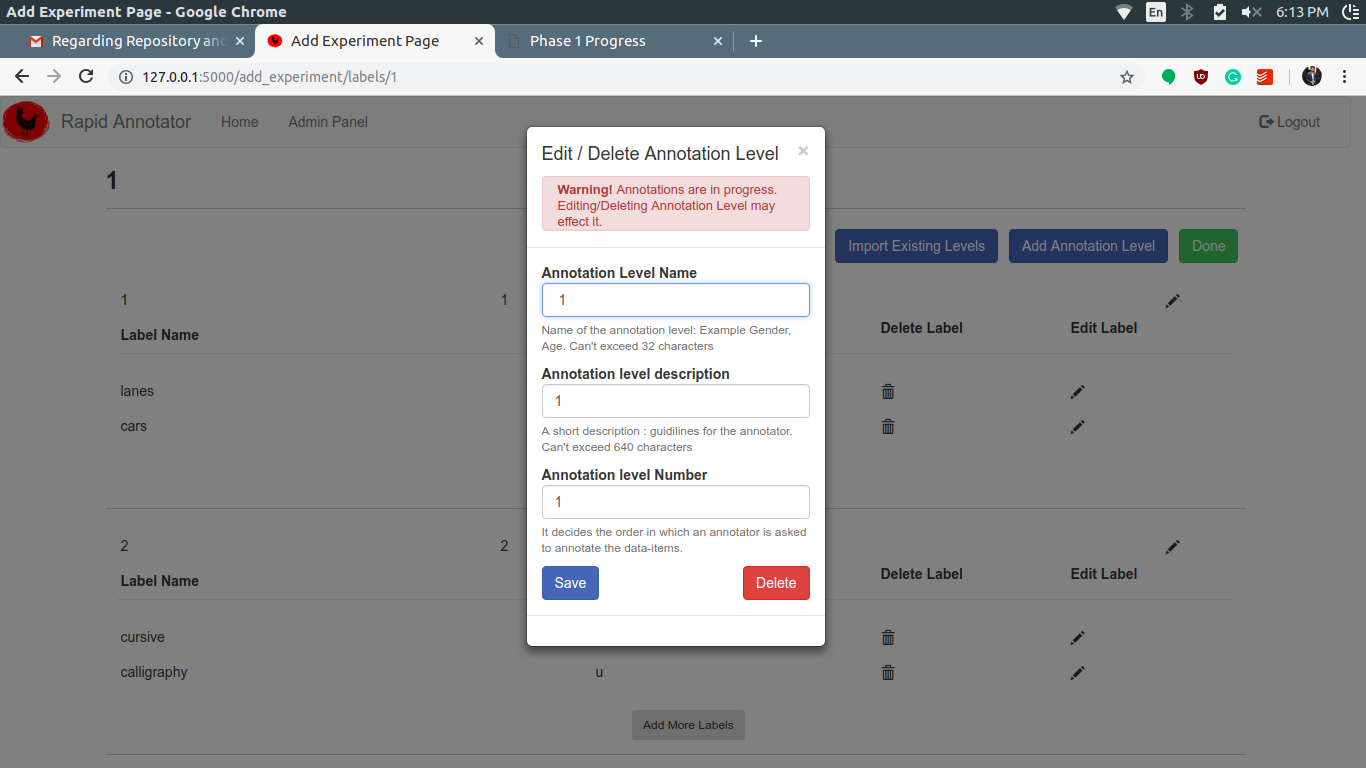 Add Experiment Page - Google Chrome
En
6:13 PM
Regarding Repository an
Add Experiment Page
Phase 1 Progress
127.0.0.1:5000/add_experiment/labels/1
Rapid Annotator
Home
Admin Panel
Logout
1
Import Existing Levels
Add Annotation Level
Done
1
1
Label Name
Delete Label
Edit Label
lanes
cars
2
2
Label Name
Delete Label
Edit Label
cursive
calligraphy
u
Add More Labels
Edit / Delete Annotation Level
×
Warning! Annotations are in progress.
Editing/Deleting Annotation Level may
effect it.
Annotation Level Name
1
Name of the annotation level: Example Gender,
Age. Can't exceed 32 characters
Annotation level description
1
A short description : guidilines for the annotator.
Can't exceed 640 characters
Annotation level Number
1
It decides the order in which an annotator is asked
to annotate the data-items.
Save
Delete